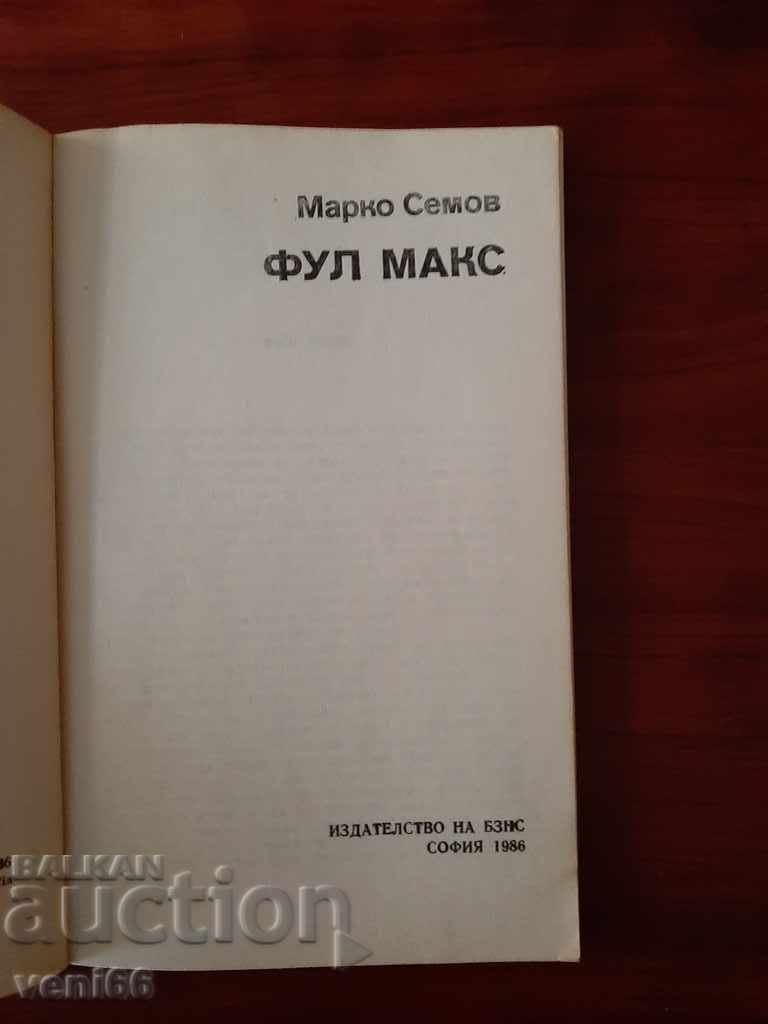 Марко Семов
ФУЛ МАКС
ИЗДАТЕЛСТВО НА БЗНС
СОФИЯ 1986
BALKAN
auction
veni66